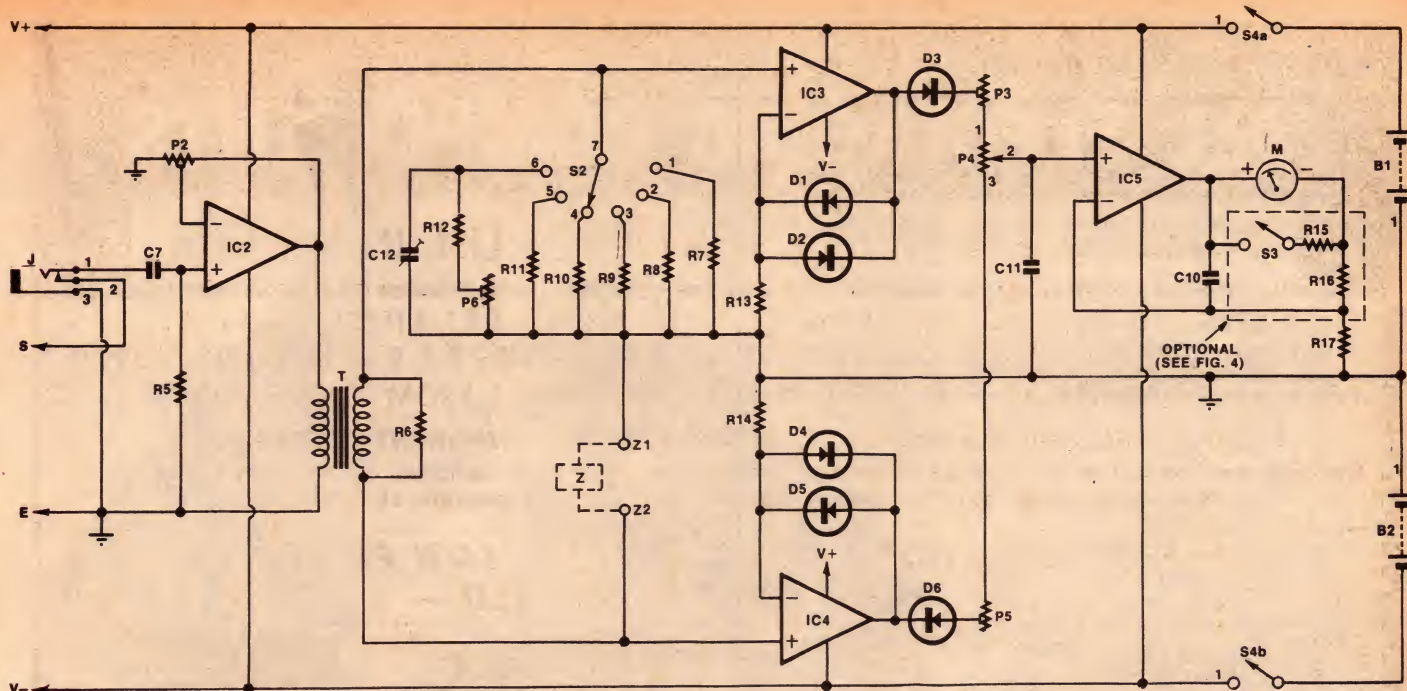 V+
1
S4a
P2
IC2
J
1
2
3
C7
S
R5
E
V-
T
R6
C12
R12
P6
6
5
4
S2
7
3
2
1
R11
R10
R9
R8
R7
Z1
Z
Z2
IC3
V-
D1
D2
D3
R13
R14
D4
D5
V+
IC4
D6
P3
1
P4
2
3
P5
C11
IC5
M
+
-
S3
R15
C10
R16
OPTIONAL
(SEE FIG. 4)
R17
B1
1
1
B2
1
S4b